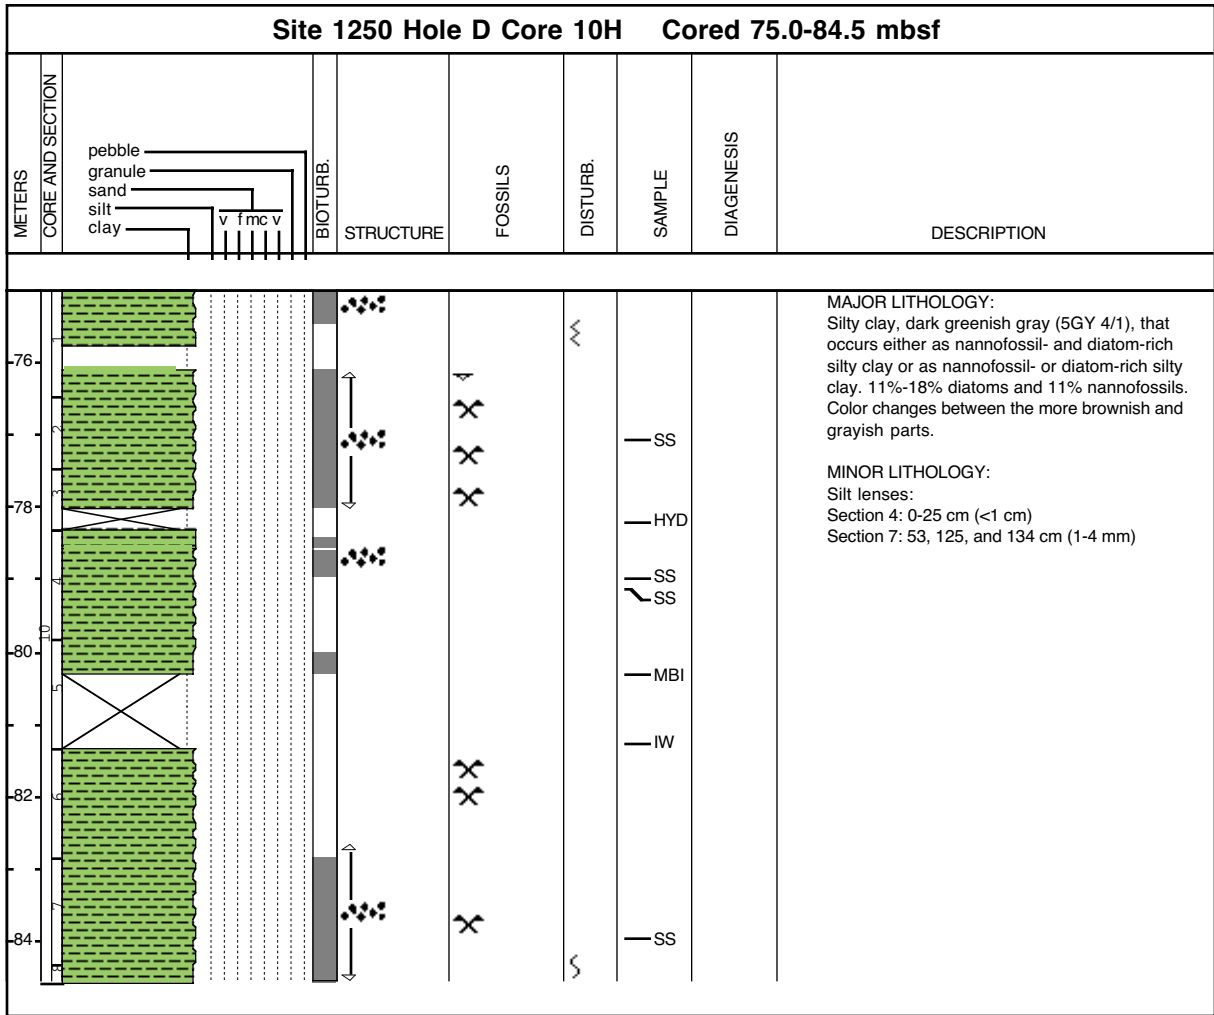 Site 1250 Hole D Core 10H Cored 75.0-84.5 mbsf
METERS
CORE AND SECTION
pebble
granule
sand
silt
clay
v f m c v
BIOTURB.
STRUCTURE
FOSSILS
DISTURB.
SAMPLE
DIAGENESIS
DESCRIPTION
76
78
80
82
84
10
1
2
3
4
5
6
7
8
SS
HYD
SS
SS
MBI
IW
SS
MAJOR LITHOLOGY:
Silty clay, dark greenish gray (5GY 4/1), that
occurs either as nannofossil- and diatom-rich
silty clay or as nannofossil- or diatom-rich silty
clay. 11%-18% diatoms and 11% nannofossils.
Color changes between the more brownish and
grayish parts.
MINOR LITHOLOGY:
Silt lenses:
Section 4: 0-25 cm (<1 cm)
Section 7: 53, 125, and 134 cm (1-4 mm)